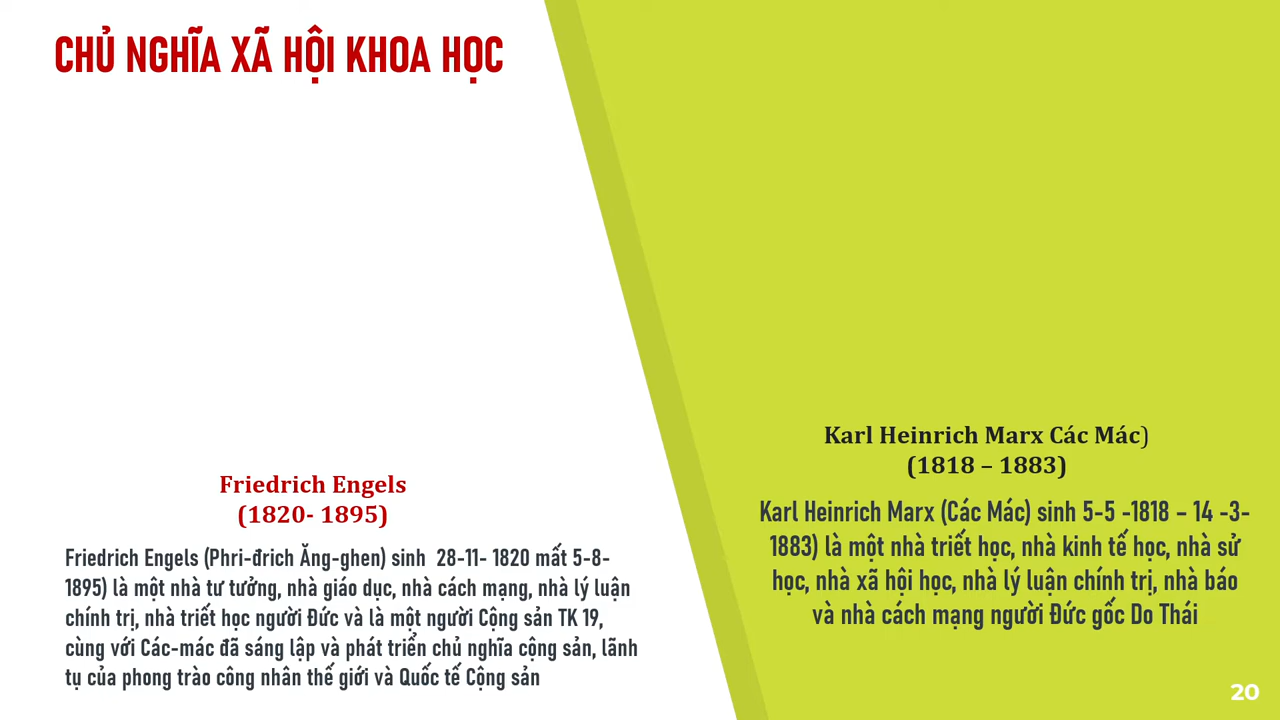 CHỦ NGHĨA XÃ HỘI KHOA HỌC
Friedrich Engels
(1820- 1895)
Friedrich Engels (Phri-đrich Ăng-ghen) sinh 28-11- 1820 mất 5-8-
1895) là một nhà tư tưởng, nhà giáo dục, nhà cách mạng, nhà lý luận
chính trị, nhà triết học người Đức và là một người Cộng sản TK 19,
cùng với Các-mác đã sáng lập và phát triển chủ nghĩa cộng sản, lãnh
tụ của phong trào công nhân thế giới và Quốc tế Cộng sản
Karl Heinrich Marx Các Mác)
(1818 – 1883)
Karl Heinrich Marx (Các Mác) sinh 5-5 -1818 – 14 -3-
1883) là một nhà triết học, nhà kinh tế học, nhà sử
học, nhà xã hội học, nhà lý luận chính trị, nhà báo
và nhà cách mạng người Đức gốc Do Thái
20